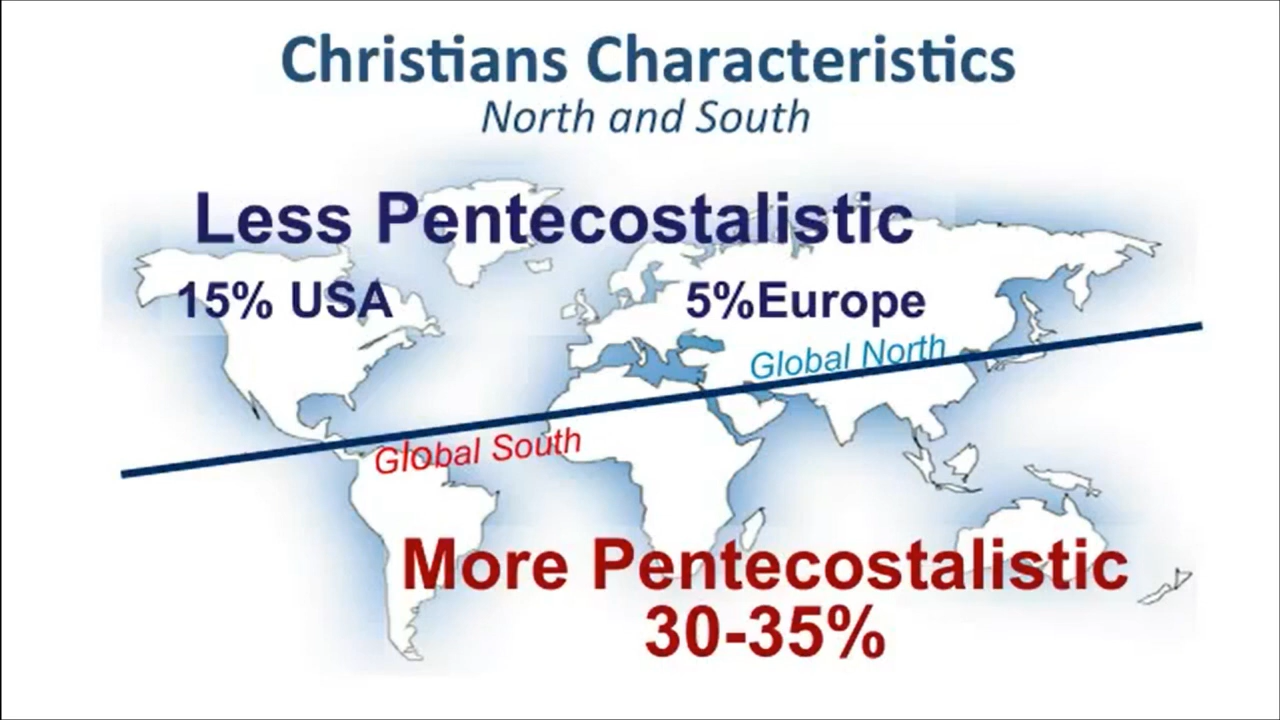 Christians Characteristics
North and South
Less Pentecostalistic
15% USA
5%Europe
Global North
Global South
More Pentecostalistic
30-35%